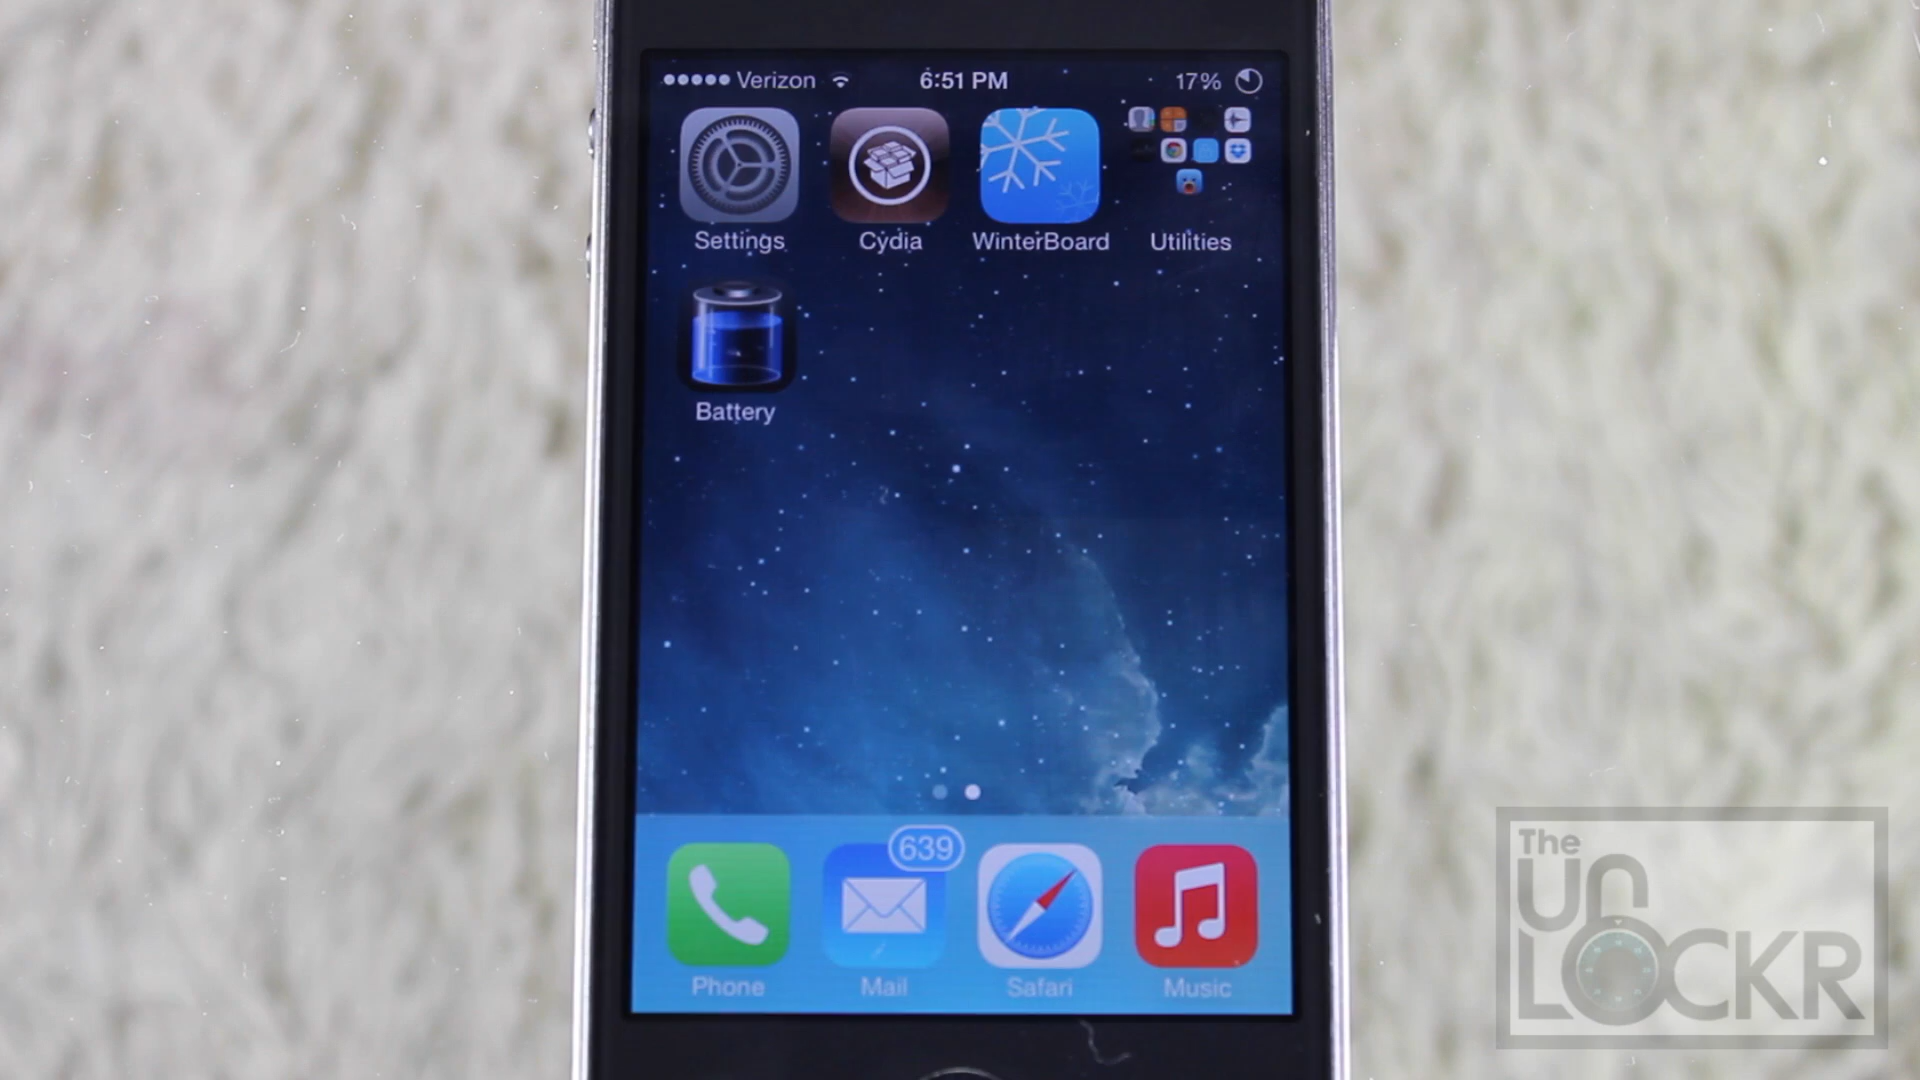 Verizon 6:51 PM 17%
Settings Cydia WinterBoard Utilities
Battery
639
Phone Mail Safari Music
The
UN
LOCKR